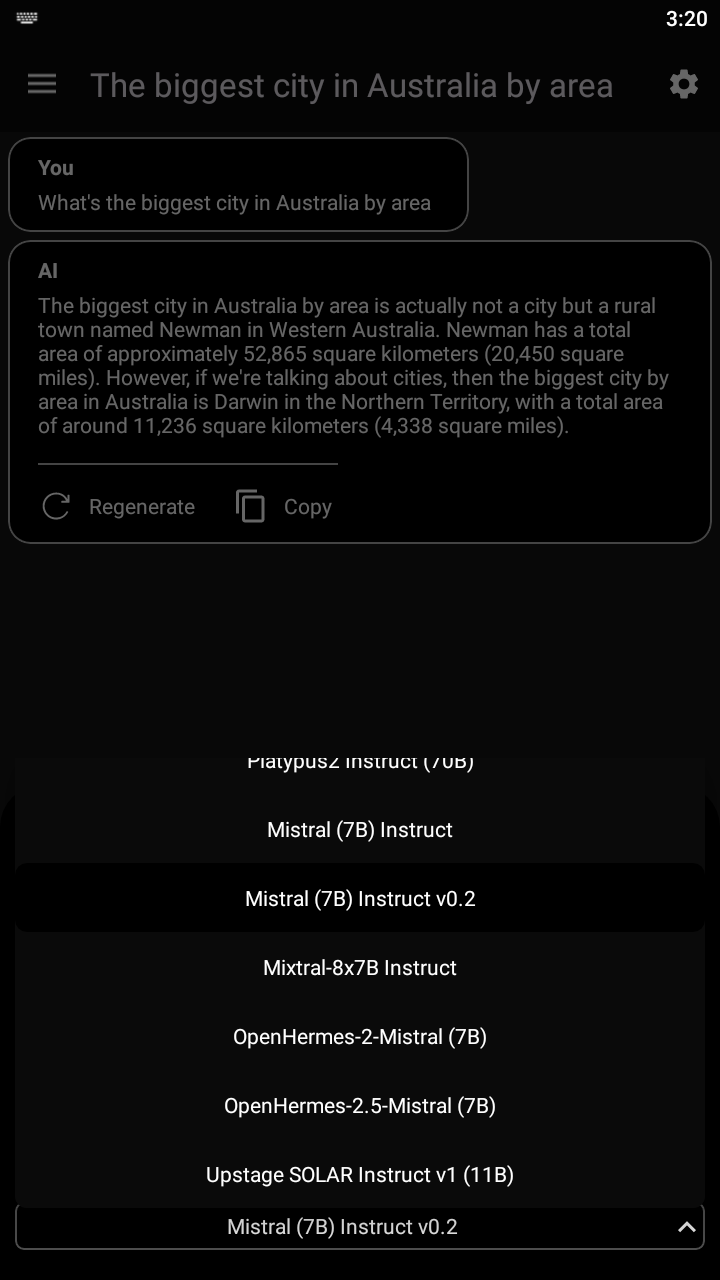 3:20
The biggest city in Australia by area
You
What's the biggest city in Australia by area
AI
The biggest city in Australia by area is actually not a city but a rural
town named Newman in Western Australia. Newman has a total
area of approximately 52,865 square kilometers (20,450 square
miles). However, if we're talking about cities, then the biggest city by
area in Australia is Darwin in the Northern Territory, with a total area
of around 11,236 square kilometers (4,338 square miles).
Regenerate Copy
Platypus2 Instruct (70B)
Mistral (7B) Instruct
Mistral (7B) Instruct v0.2
Mixtral-8x7B Instruct
OpenHermes-2-Mistral (7B)
OpenHermes-2.5-Mistral (7B)
Upstage SOLAR Instruct v1 (11B)
Mistral (7B) Instruct v0.2